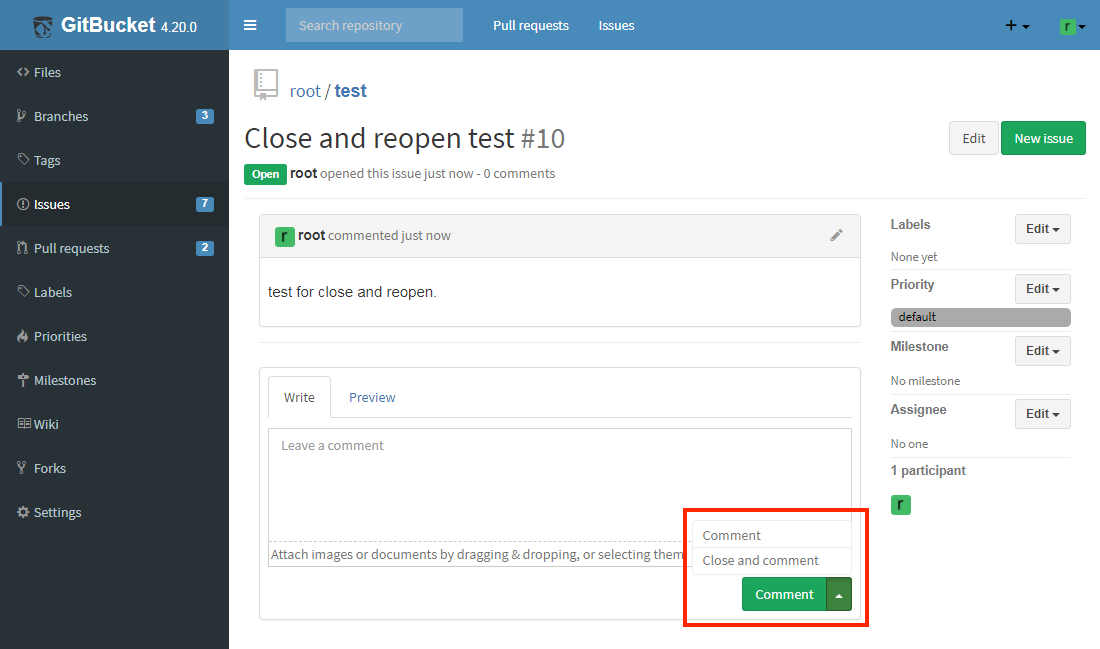 GitBucket 4.20.0
Search repository
Pull requests
Issues
r
Files
Branches 3
Tags
Issues 7
Pull requests 2
Labels
Priorities
Milestones
Wiki
Forks
Settings
root / test
Close and reopen test #10
Edit
New issue
Open root opened this issue just now - 0 comments
r root commented just now
test for close and reopen.
Write
Preview
Leave a comment
Attach images or documents by dragging & dropping, or selecting them
Comment
Close and comment
Comment
Labels
Edit
None yet
Priority
Edit
default
Milestone
Edit
No milestone
Assignee
Edit
No one
1 participant
r